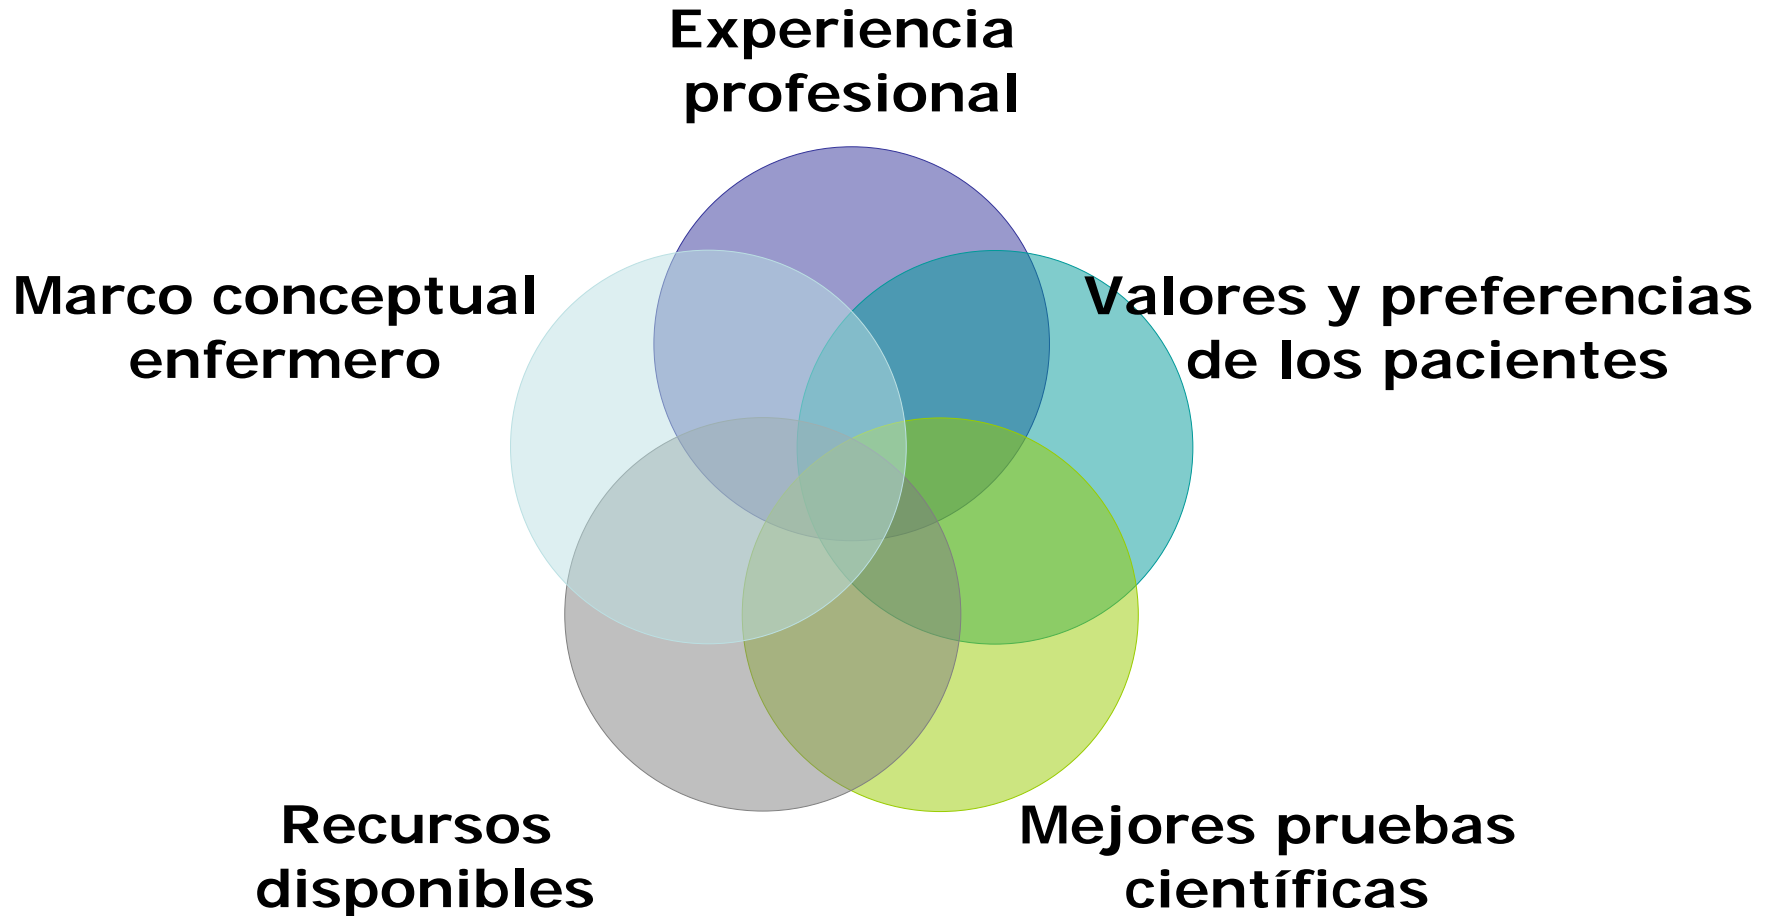 Experiencia
profesional
Marco conceptual
enfermero
Valores y preferencias
de los pacientes
Recursos
disponibles
Mejores pruebas
científicas